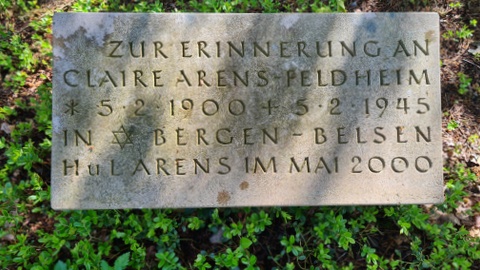 ZUR ERINNERUNG AN
CLAIRE ARENS-FELDHEIM
* 5·2·1900 + 5·2·1945
IN ✡ BERGEN-BELSEN
HuL ARENS IM MAI 2000